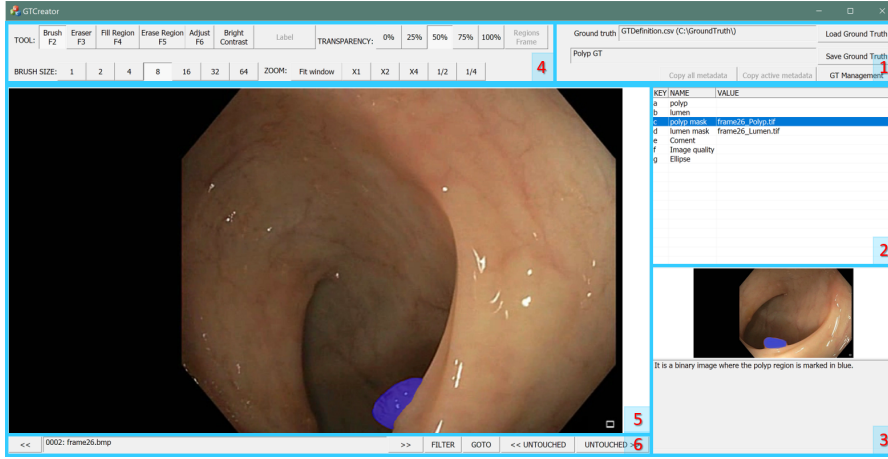 GTCreator
TOOL: Brush F2 Eraser F3 Fill Region F4 Erase Region F5 Adjust F6 Bright Contrast Label TRANSPARENCY: 0% 25% 50% 75% 100% Regions Frame
BRUSH SIZE: 1 2 4 8 16 32 64 ZOOM: Fit window X1 X2 X4 1/2 1/4
4
Ground truth GTDefinition.csv (C:\GroundTruth\) Load Ground Truth
Polyp GT Save Ground Truth
Copy all metadata Copy active metadata GT Management
1
KEY NAME VALUE
a polyp
b lumen
c polyp mask frame26_Polyp.tif
d lumen mask frame26_Lumen.tif
e Coment
f Image quality
g Ellipse
2
It is a binary image where the polyp region is marked in blue.
3
5
<< 0002: frame26.bmp >> FILTER GOTO << UNTOUCHED UNTOUCHED >>
6